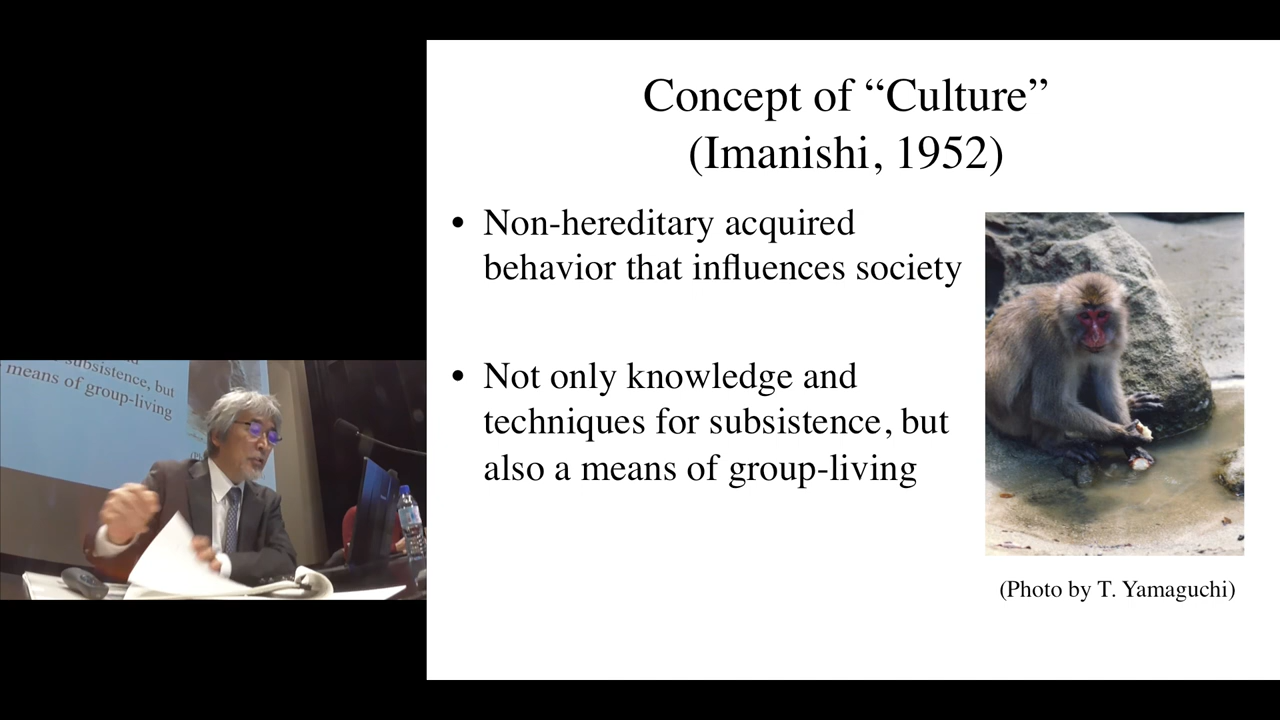 Concept of “Culture”
(Imanishi, 1952)
• Non-hereditary acquired
behavior that influences society
• Not only knowledge and
techniques for subsistence, but
also a means of group-living
(Photo by T. Yamaguchi)
subsistence, but
means of group-living